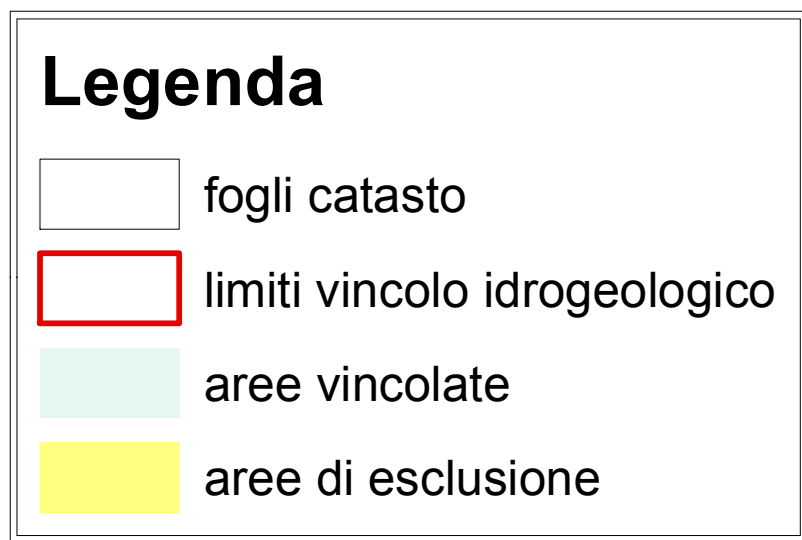 Legenda
fogli catasto
limiti vincolo idrogeologico
aree vincolate
aree di esclusione